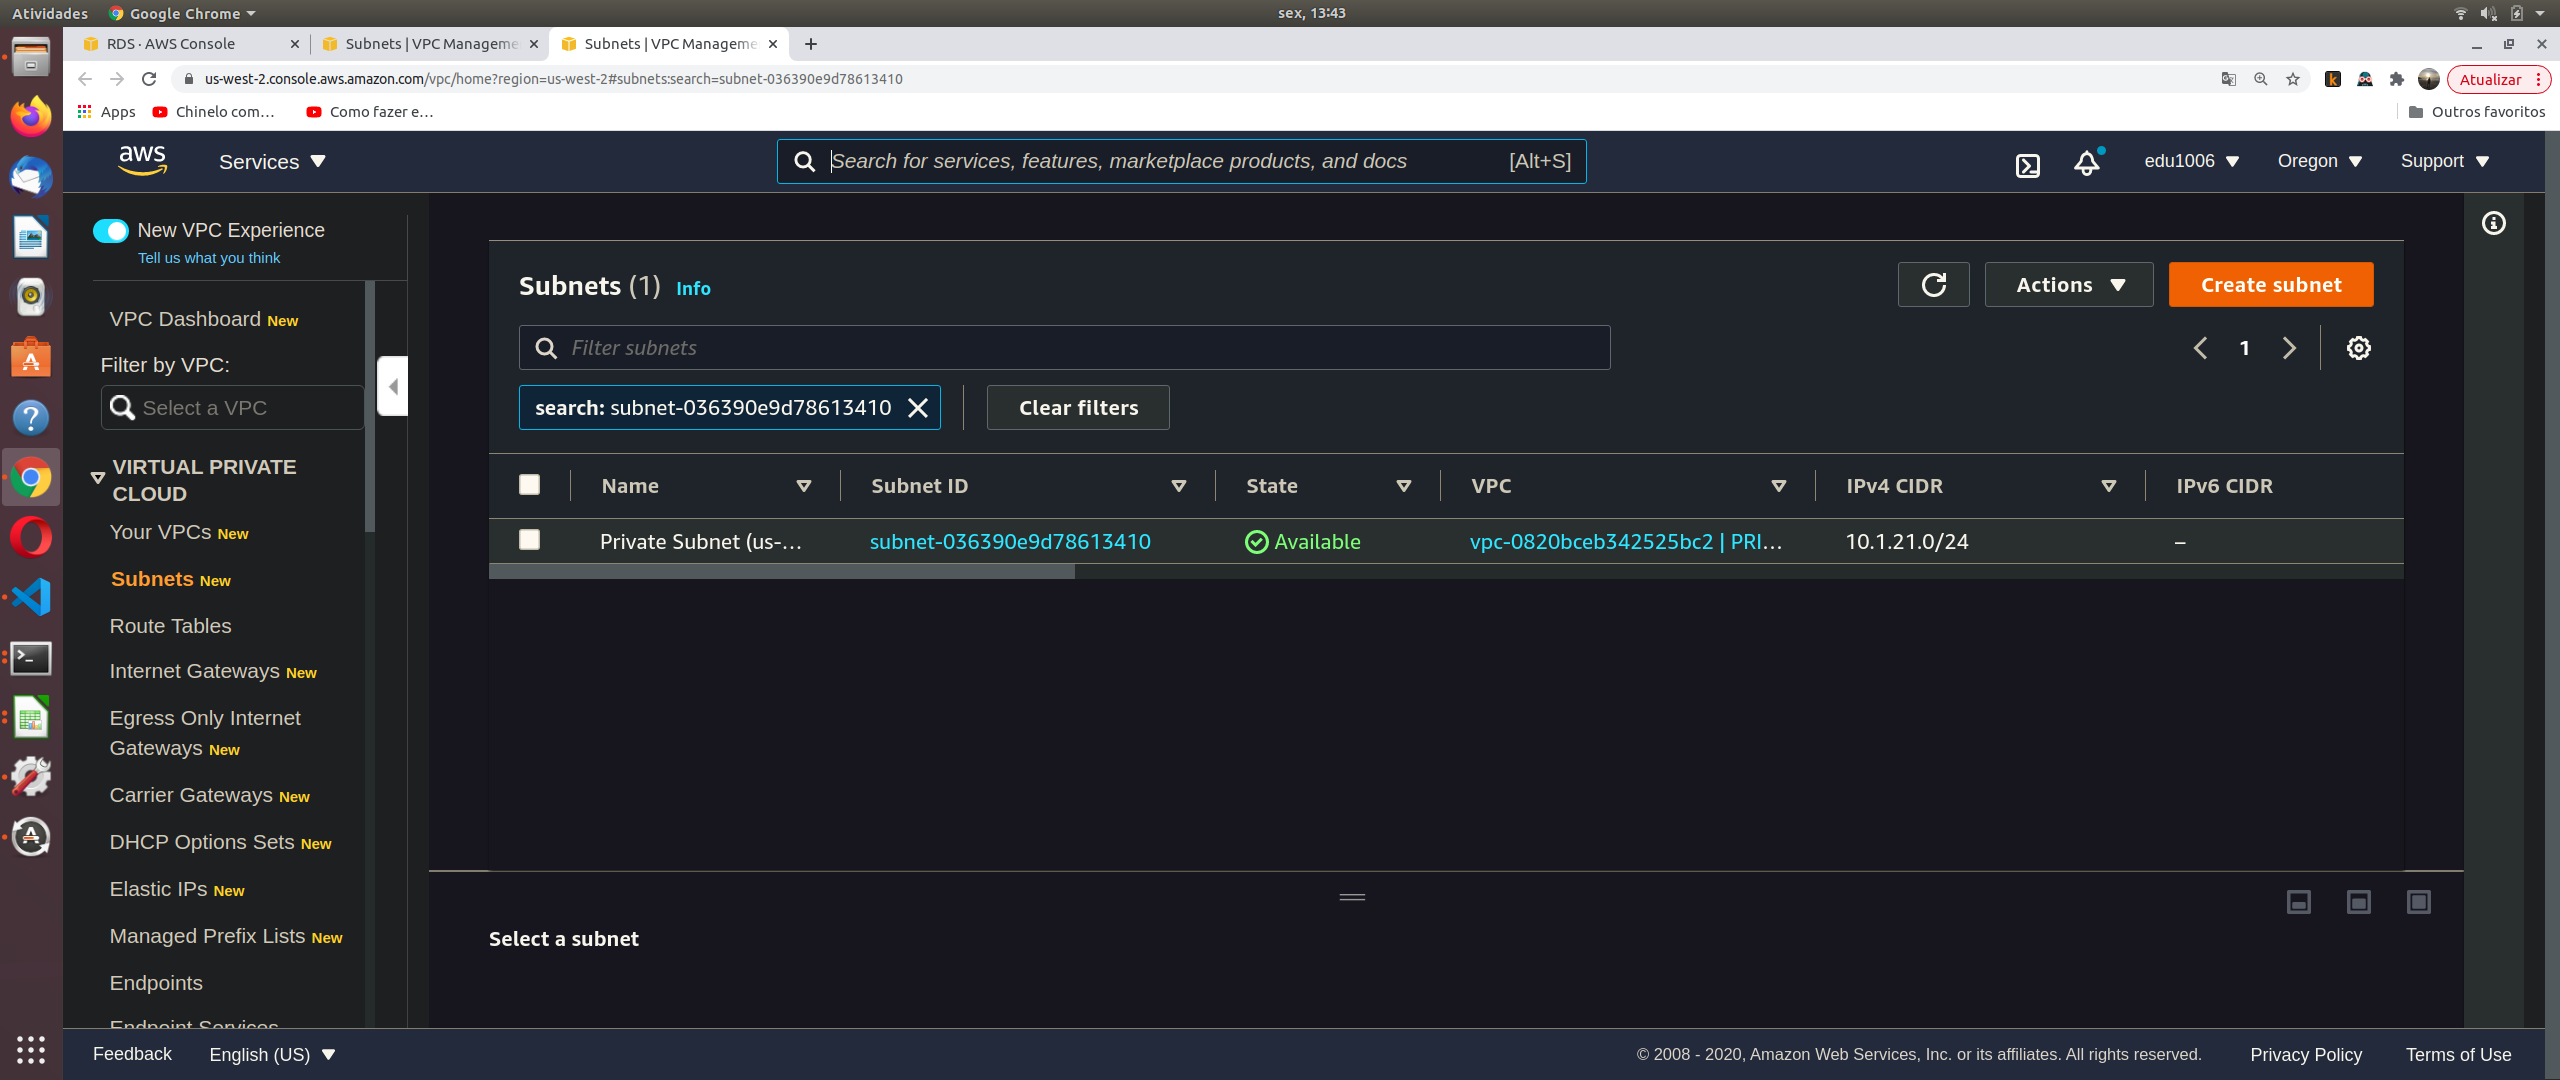 Atividades
Google Chrome
sex, 13:43
RDS · AWS Console
Subnets | VPC Manageme
Subnets | VPC Manageme
us-west-2.console.aws.amazon.com/vpc/home?region=us-west-2#subnets:search=subnet-036390e9d78613410
Atualizar
Apps
Chinelo com…
Como fazer e…
Outros favoritos
aws
Services
Search for services, features, marketplace products, and docs
[Alt+S]
edu1006
Oregon
Support
New VPC Experience
Tell us what you think
VPC Dashboard New
Filter by VPC:
Select a VPC
VIRTUAL PRIVATE
CLOUD
Your VPCs New
Subnets New
Route Tables
Internet Gateways New
Egress Only Internet
Gateways New
Carrier Gateways New
DHCP Options Sets New
Elastic IPs New
Managed Prefix Lists New
Endpoints
Endpoint Services
Subnets (1) Info
Actions
Create subnet
Filter subnets
1
search: subnet-036390e9d78613410
Clear filters
Name
Subnet ID
State
VPC
IPv4 CIDR
IPv6 CIDR
Private Subnet (us-…
subnet-036390e9d78613410
Available
vpc-0820bceb342525bc2 | PRI…
10.1.21.0/24
–
Select a subnet
Feedback
English (US)
© 2008 - 2020, Amazon Web Services, Inc. or its affiliates. All rights reserved.
Privacy Policy
Terms of Use